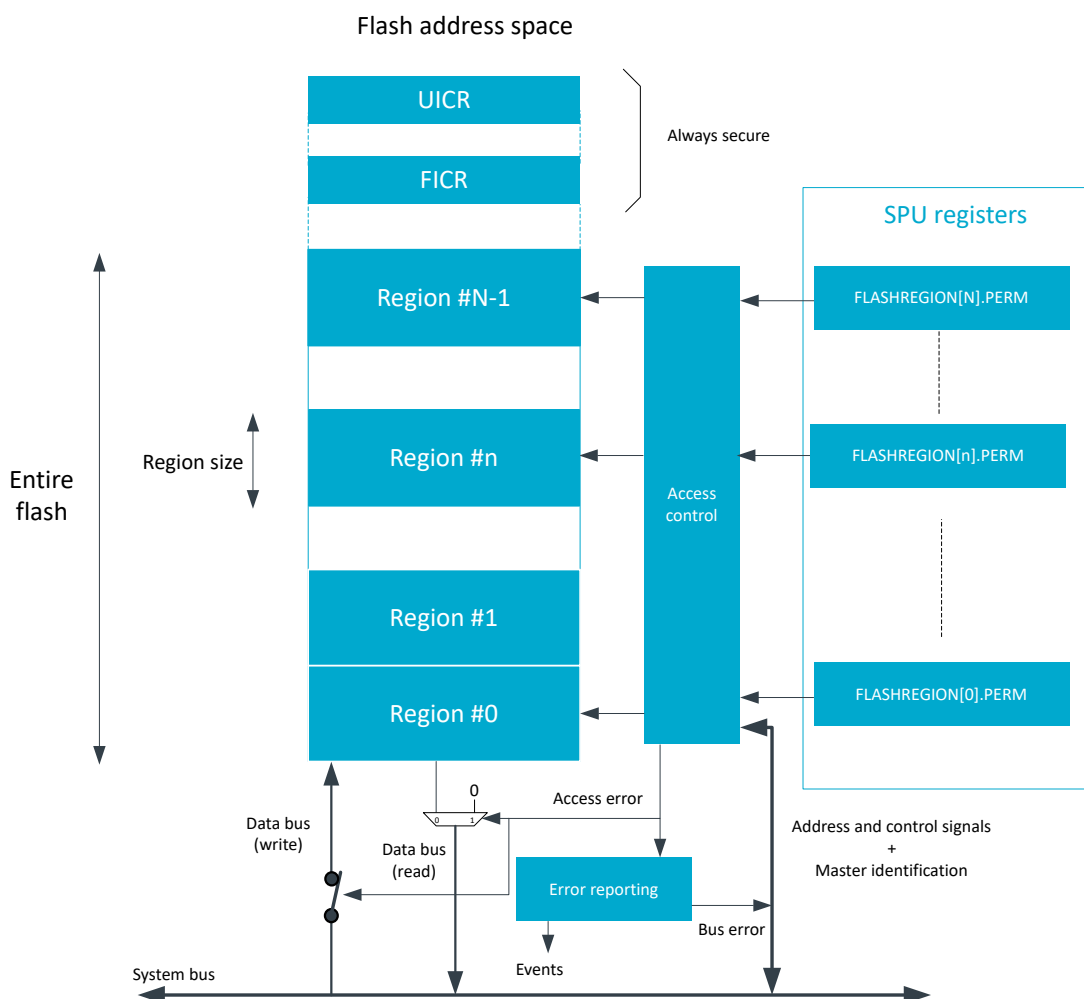 Flash address space
UICR
Always secure
FICR
SPU registers
Region #N-1
FLASHREGION[N].PERM
Region #n
FLASHREGION[n].PERM
Region size
Entire
flash
Access
control
Region #1
Region #0
FLASHREGION[0].PERM
0
0
1
Access error
Data bus
(write)
Data bus
(read)
Address and control signals
+
Master identification
Error reporting
Bus error
Events
System bus